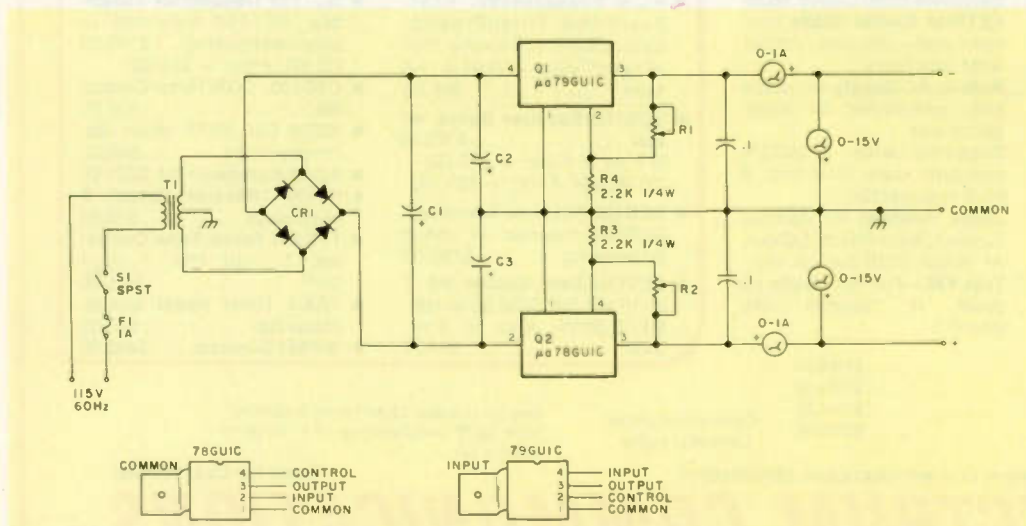 0-1A
4 Q1 3
µa78GUIC
1 2
R1
0-15V
C2
.1
T1
R4
2.2K 1/4W
CR1
C1
COMMON
R3
2.2K 1/4W
S1
SPST
C3
.1
0-15V
R2
F1
1A
1 4
0-1A
2 Q2 3
µa78GUIC
115V
60Hz
78GUIC
COMMON
4 CONTROL
3 OUTPUT
2 INPUT
1 COMMON
79GUIC
INPUT
4 INPUT
3 OUTPUT
2 CONTROL
1 COMMON